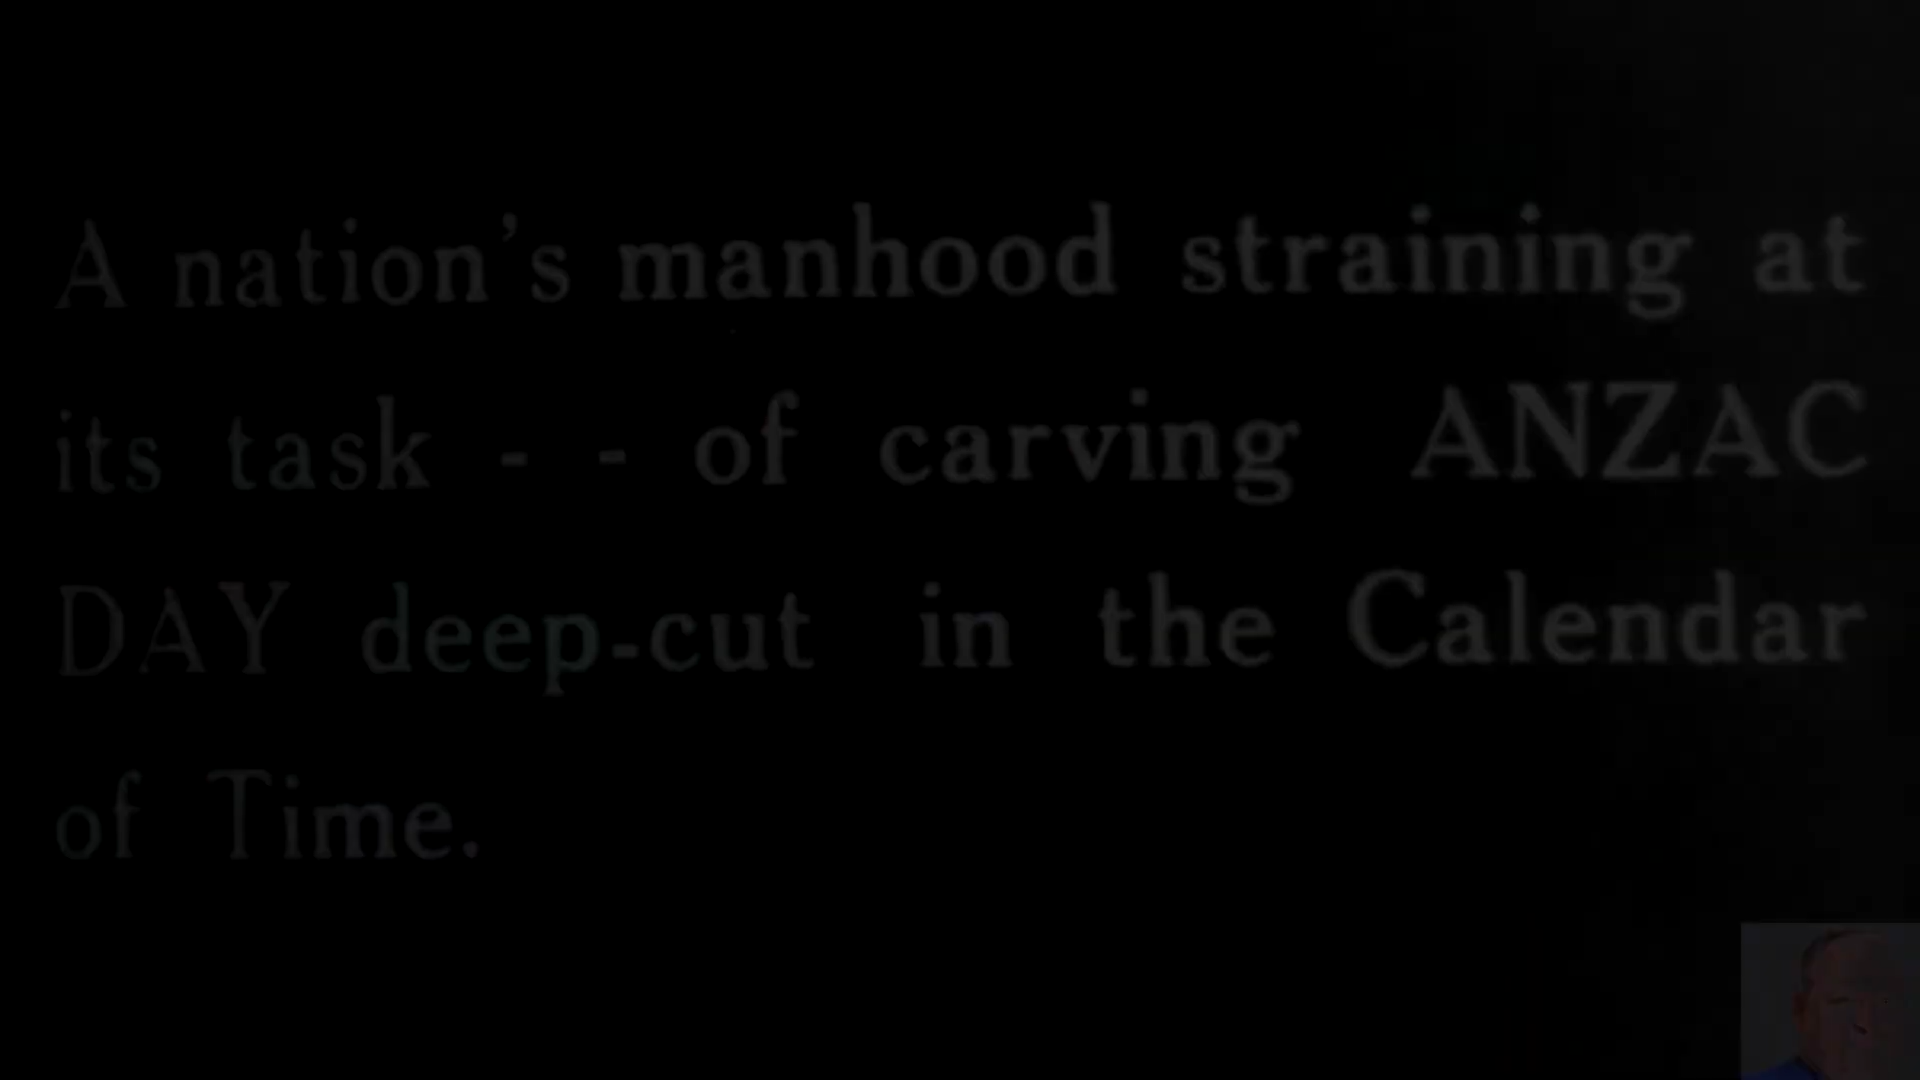 A nation's manhood straining at
its task - - of carving ANZAC
DAY deep-cut in the Calendar
of Time.